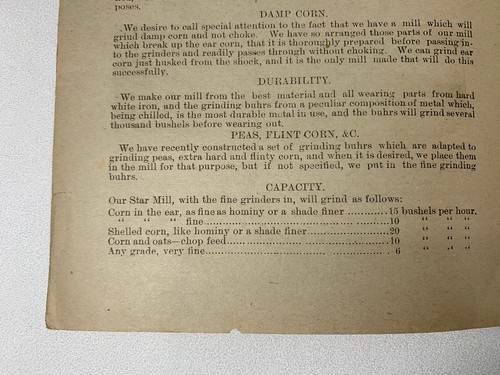 poses.
DAMP CORN.
We desire to call special attention to the fact that we have a mill which will
grind damp corn and not choke. We have so arranged those parts of our mill
which break up the ear corn, that it is thoroughly prepared before passing in-
to the grinders and readily passes through without choking. We can grind ear
corn just husked from the shock, and it is the only mill made that will do this
successfully.
DURABILITY.
We make our mill from the best material and all wearing parts from hard
white iron, and the grinding buhrs from a peculiar composition of metal which,
being chilled, is the most durable metal in use, and the buhrs will grind several
thousand bushels before wearing out.
PEAS, FLINT CORN, &C.
We have recently constructed a set of grinding buhrs which are adapted to
grinding peas, extra hard and flinty corn, and when it is desired, we place them
in the mill for that purpose, but if not specified, we put in the fine grinding
buhrs.
CAPACITY.
Our Star Mill, with the fine grinders in, will grind as follows:
Corn in the ear, as fine as hominy or a shade finer ............15 bushels per hour.
“ “ “ fine..................................................10 “ “ “
Shelled corn, like hominy or a shade finer.......................20 “ “ “
Corn and oats—chop feed..........................................10 “ “ “
Any grade, very fine............................................. 6 “ “ “